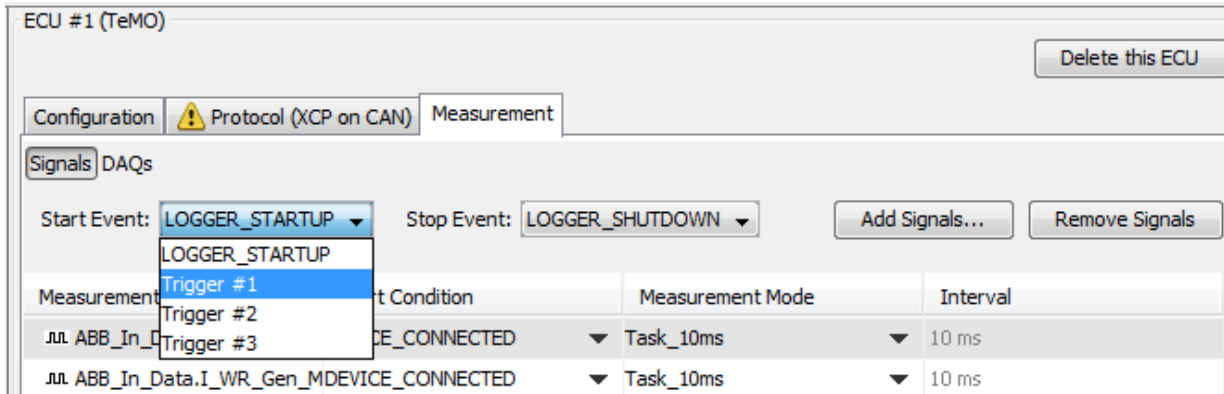 ECU #1 (TeMO)
Delete this ECU
Configuration Protocol (XCP on CAN) Measurement
Signals DAQs
Start Event: LOGGER_STARTUP Stop Event: LOGGER_SHUTDOWN Add Signals... Remove Signals
LOGGER_STARTUP
Trigger #1
Trigger #2
Trigger #3
Measurement t Condition Measurement Mode Interval
ABB_In_D CE_CONNECTED Task_10ms 10 ms
ABB_In_Data.I_WR_Gen_M DEVICE_CONNECTED Task_10ms 10 ms